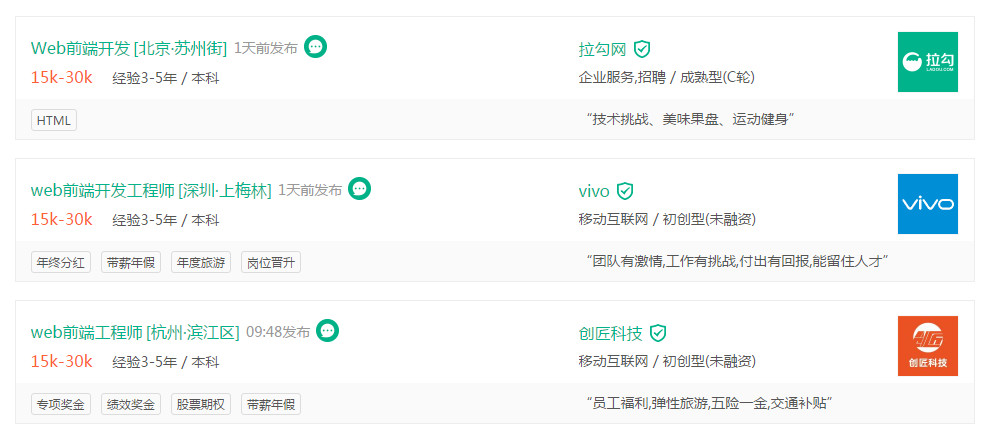 Web前端开发 [北京·苏州街] 1天前发布
拉勾网
15k-30k 经验3-5年 / 本科
企业服务,招聘 / 成熟型(C轮)
拉勾
LAGOU.COM
HTML
“技术挑战、美味果盘、运动健身”
web前端开发工程师 [深圳·上梅林] 1天前发布
vivo
15k-30k 经验3-5年 / 本科
移动互联网 / 初创型(未融资)
vivo
年终分红 带薪年假 年度旅游 岗位晋升
“团队有激情,工作有挑战,付出有回报,能留住人才”
web前端工程师 [杭州·滨江区] 09:48发布
创匠科技
15k-30k 经验3-5年 / 本科
移动互联网 / 初创型(未融资)
创匠
创匠科技
专项奖金 绩效奖金 股票期权 带薪年假
“员工福利,弹性旅游,五险一金,交通补贴”